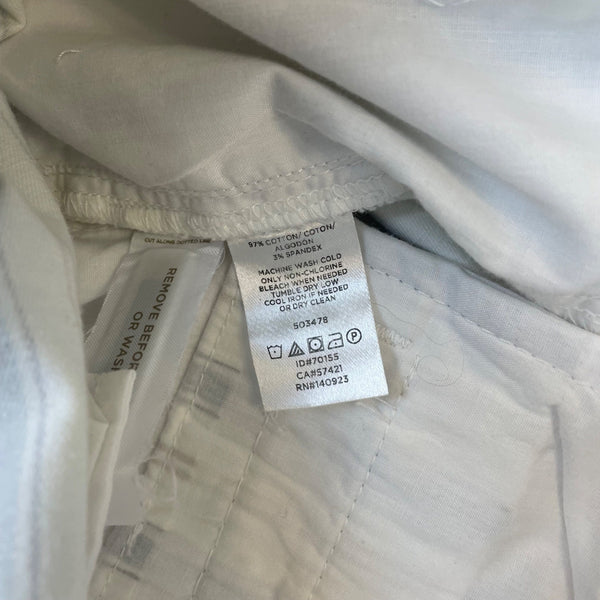 CUT ALONG DOTTED LINE
REMOVE BEFOR
OR WASH
97% COTTON/ COTON/
ALGODON
3% SPANDEX
MACHINE WASH COLD
ONLY NON-CHLORINE
BLEACH WHEN NEEDED
TUMBLE DRY LOW
COOL IRON IF NEEDED
OR DRY CLEAN
503478
P
ID#70155
CA#57421
RN#140923